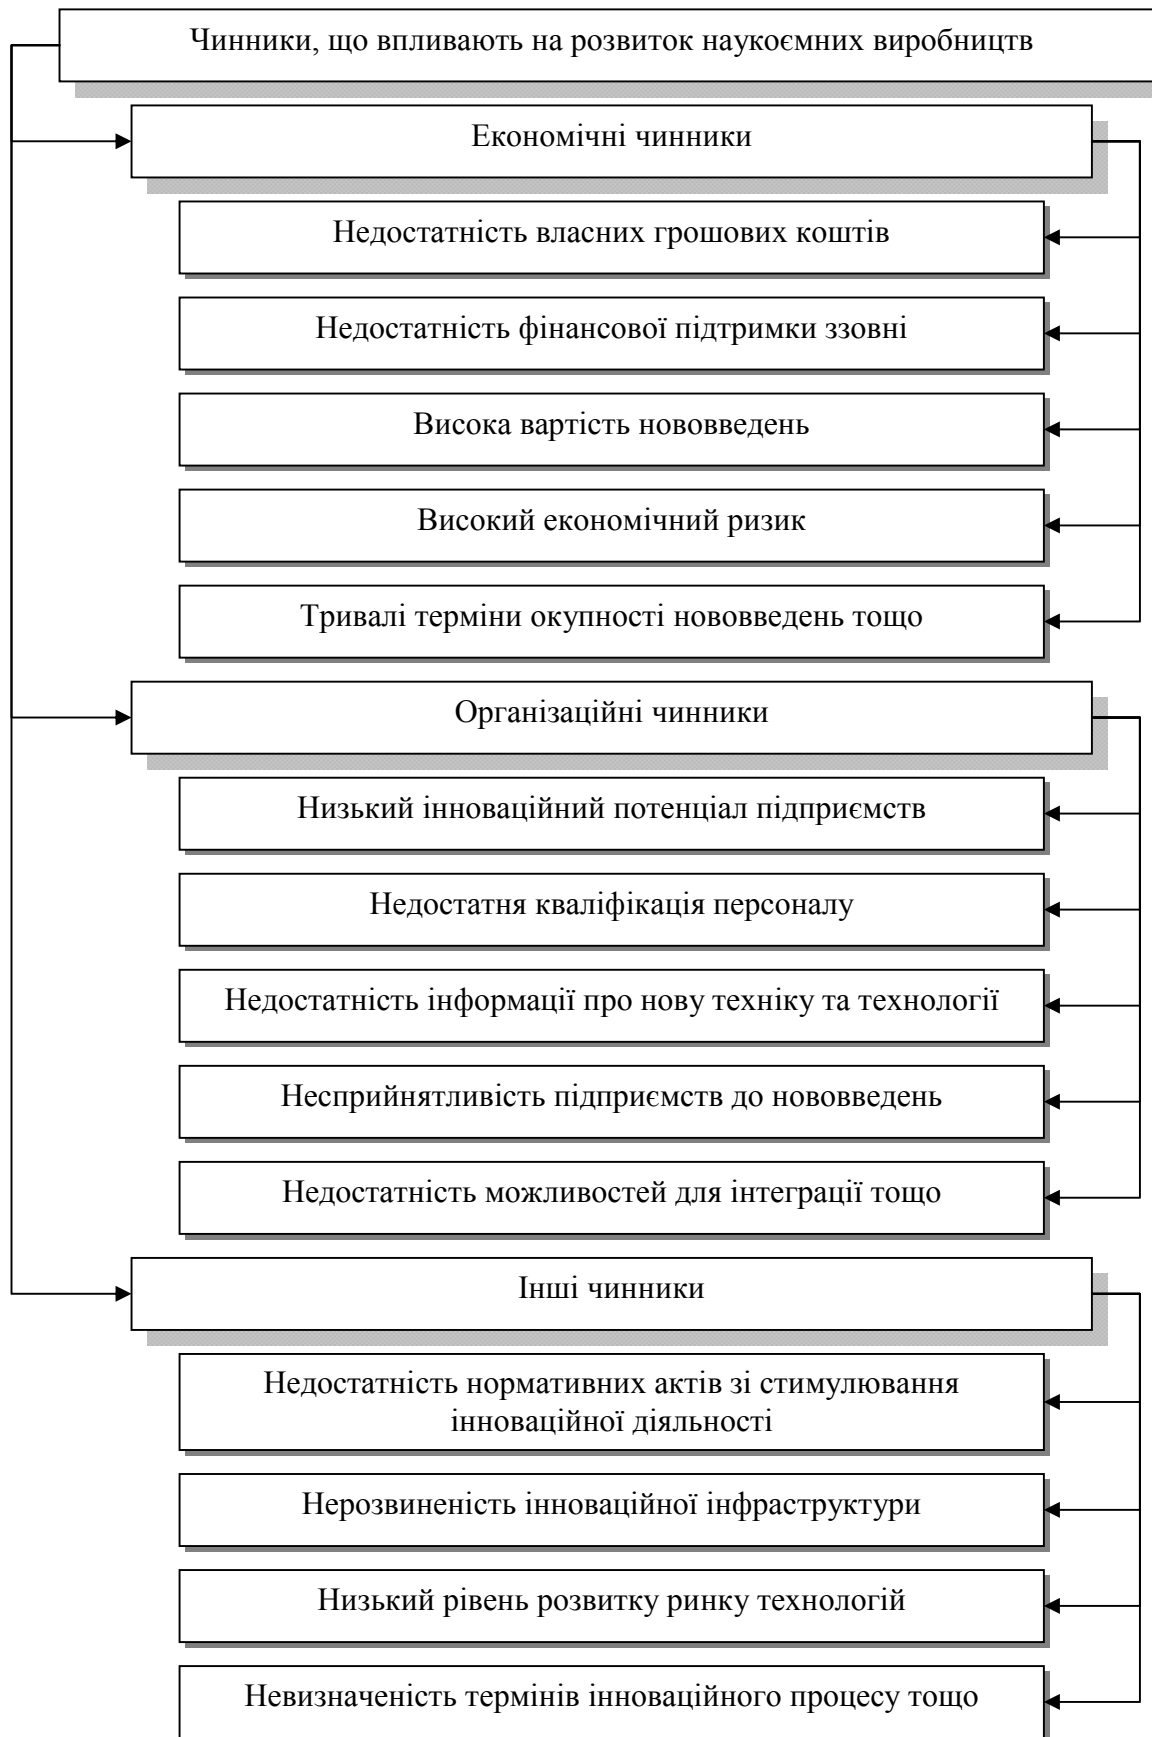 Чинники, що впливають на розвиток наукоємних виробництв
Економічні чинники
Недостатність власних грошових коштів
Недостатність фінансової підтримки ззовні
Висока вартість нововведень
Високий економічний ризик
Тривалі терміни окупності нововведень тощо
Організаційні чинники
Низький інноваційний потенціал підприємств
Недостатня кваліфікація персоналу
Недостатність інформації про нову техніку та технології
Несприйнятливість підприємств до нововведень
Недостатність можливостей для інтеграції тощо
Інші чинники
Недостатність нормативних актів зі стимулювання
інноваційної діяльності
Нерозвиненість інноваційної інфраструктури
Низький рівень розвитку ринку технологій
Невизначеність термінів інноваційного процесу тощо